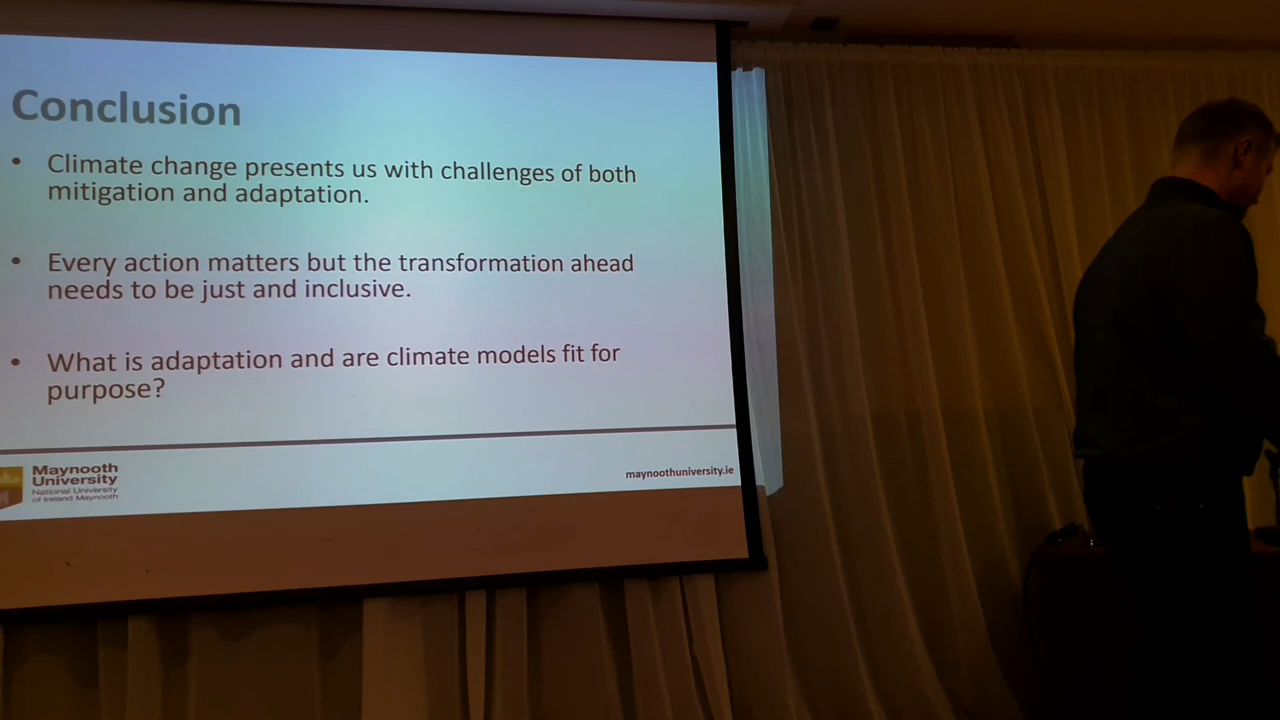 Conclusion
• Climate change presents us with challenges of both
mitigation and adaptation.
• Every action matters but the transformation ahead
needs to be just and inclusive.
• What is adaptation and are climate models fit for
purpose?
Maynooth
University
National University
of Ireland Maynooth
maynoothuniversity.ie